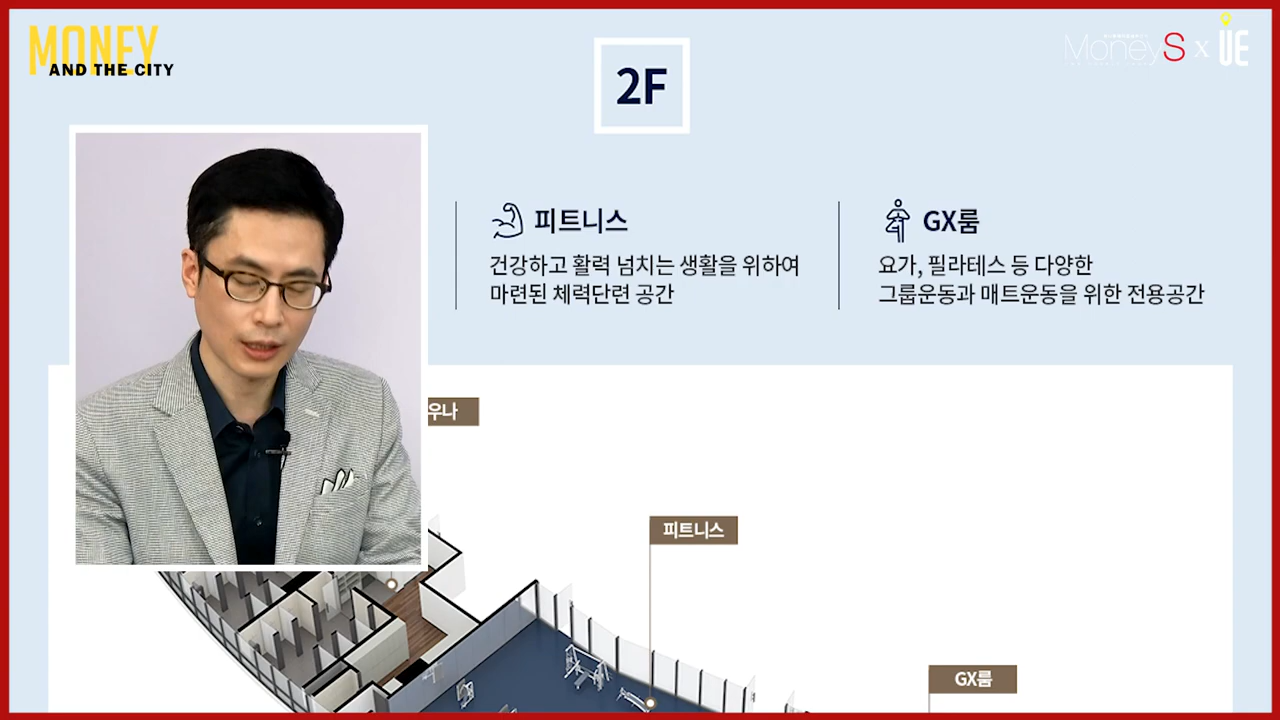 MONEY
AND THE CITY
MoneyS x UE
2F
피트니스
건강하고 활력 넘치는 생활을 위하여
마련된 체력단련 공간
GX룸
요가, 필라테스 등 다양한
그룹운동과 매트운동을 위한 전용공간
우나
피트니스
GX룸